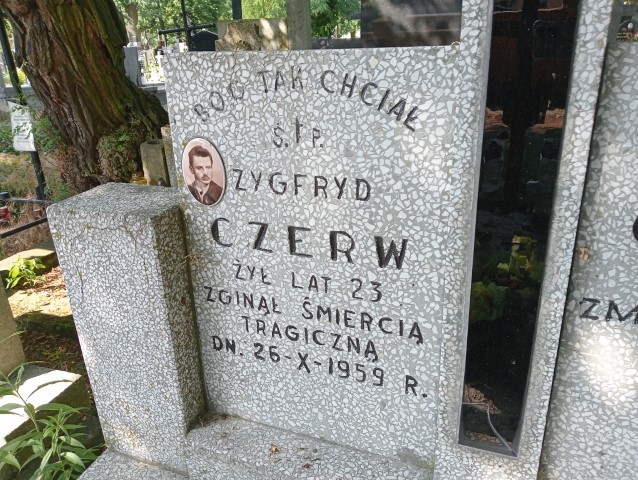 BÓG TAK CHCIAŁ
Ś. P.
ZYGFRYD
CZERW
ŻYŁ LAT 23
ZGINĄŁ ŚMIERCIĄ
TRAGICZNĄ
DN. 26-X-1959 R.